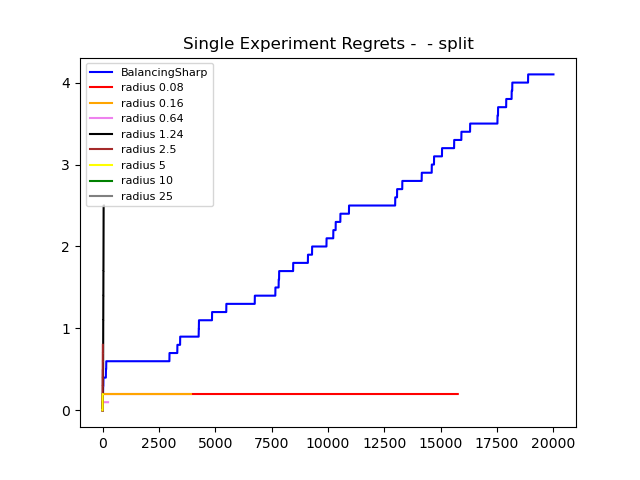 Single Experiment Regrets -  - split
BalancingSharp
radius 0.08
radius 0.16
radius 0.64
radius 1.24
radius 2.5
radius 5
radius 10
radius 25
4
3
2
1
0
0 2500 5000 7500 10000 12500 15000 17500 20000